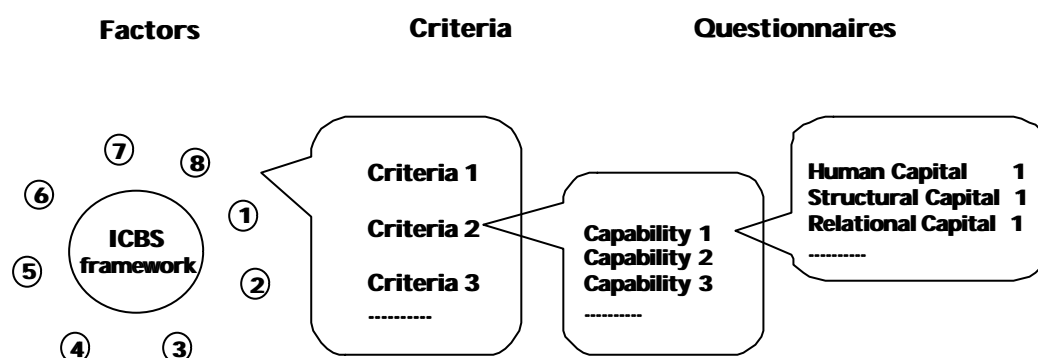 Factors
Criteria
Questionnaires
7
8
6
1
ICBS
framework
5
2
4
3
Criteria 1
Criteria 2
Criteria 3
----------
Capability 1
Capability 2
Capability 3
----------
Human Capital 1
Structural Capital 1
Relational Capital 1
----------